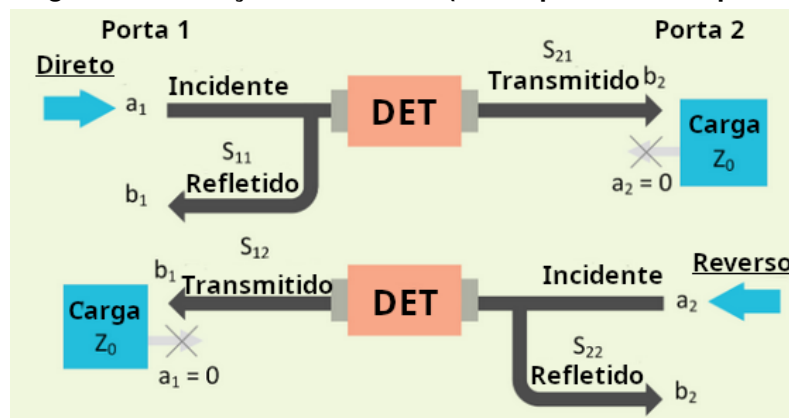 Porta 1
Porta 2
Direto
a₁
Incidente
DET
S₂₁
Transmitido
b₂
Carga
Z₀
a₂ = 0
S₁₁
Refletido
b₁
S₁₂
b₁
Transmitido
DET
Incidente
a₂
Reverso
Carga
Z₀
a₁ = 0
S₂₂
Refletido
b₂